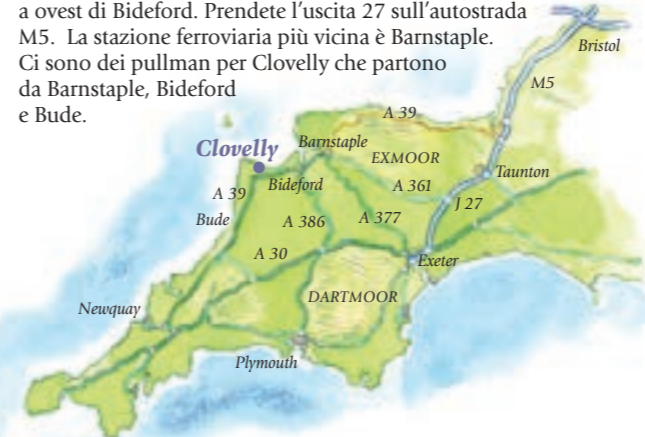 a ovest di Bideford. Prendete l'uscita 27 sull'autostrada
M5. La stazione ferroviaria più vicina è Barnstaple.
Ci sono dei pullman per Clovelly che partono
da Barnstaple, Bideford
e Bude.
Bristol
M5
A 39
Clovelly
Barnstaple
EXMOOR
Taunton
A 39
Bideford
A 361
J 27
Bude
A 386
A 377
A 30
Exeter
DARTMOOR
Newquay
Plymouth